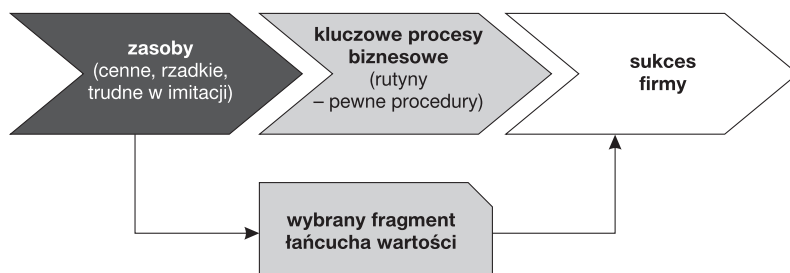 zasoby
(cenne, rzadkie,
trudne w imitacji)
kluczowe procesy
biznesowe
(rutyny
– pewne procedury)
sukces
firmy
wybrany fragment
łańcucha wartości